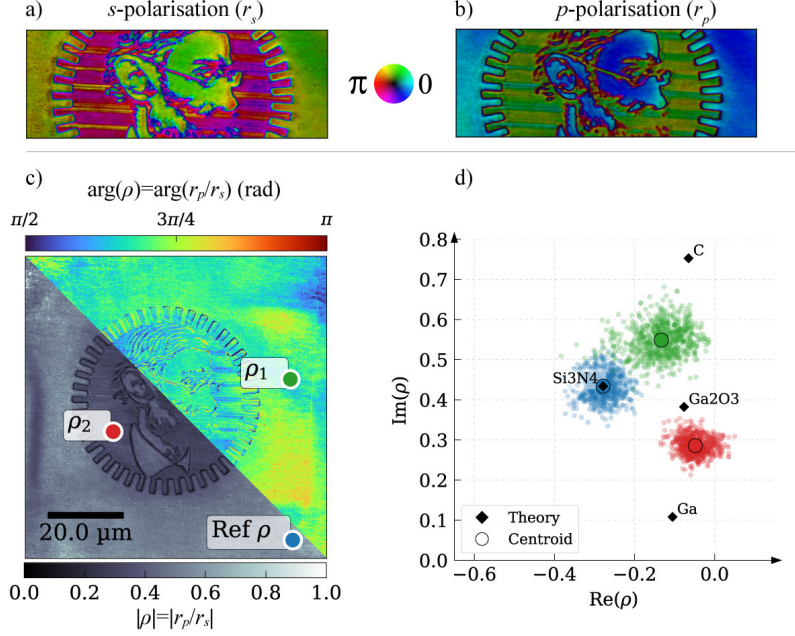 a)
s-polarisation (rₛ)
b)
p-polarisation (rₚ)
π
0
c)
arg(ρ)=arg(rₚ/rₛ) (rad)
π/2
3π/4
π
ρ₁
ρ₂
20.0 μm
Ref ρ
0.0 0.2 0.4 0.6 0.8 1.0
|ρ|=|rₚ/rₛ|
d)
0.8
0.7
0.6
0.5
0.4
0.3
0.2
0.1
0.0
Im(ρ)
C
Si3N4
Ga2O3
Ga
Theory
Centroid
−0.6 −0.4 −0.2 0.0
Re(ρ)